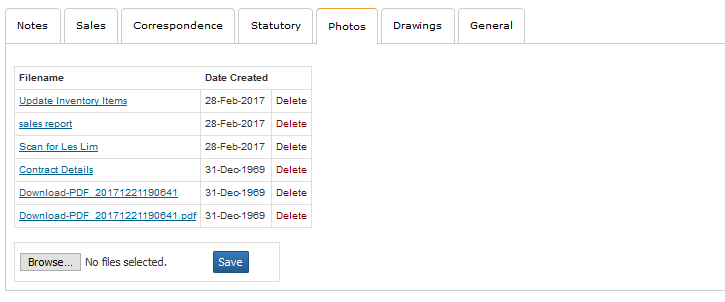 Notes Sales Correspondence Statutory Photos Drawings General
Filename Date Created
Update Inventory Items 28-Feb-2017 Delete
sales report 28-Feb-2017 Delete
Scan for Les Lim 28-Feb-2017 Delete
Contract Details 31-Dec-1969 Delete
Download-PDF_20171221190641 31-Dec-1969 Delete
Download-PDF_20171221190641.pdf 31-Dec-1969 Delete
Browse... No files selected. Save